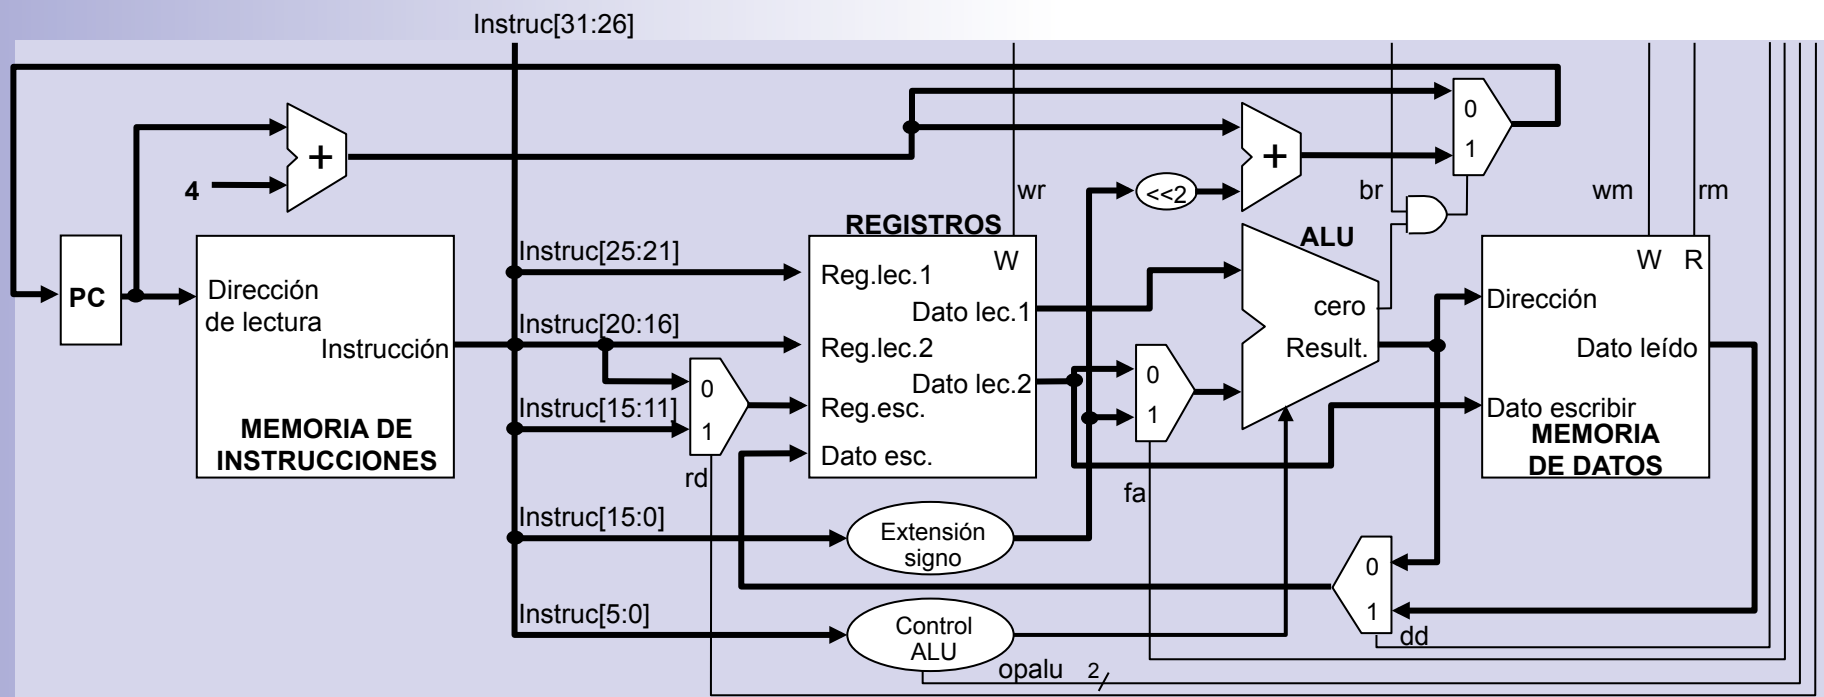 Instruc[31:26]
0
1
+
+
4
<<2
wr
br
wm
rm
REGISTROS
ALU
Instruc[25:21]
W
W
R
PC
Dirección
de lectura
Reg.lec.1
Dirección
cero
Dato lec.1
Instruc[20:16]
Instrucción
Reg.lec.2
Result.
Dato leído
0
Dato lec.2
0
Instruc[15:11]
Reg.esc.
1
Dato escribir
MEMORIA DE
INSTRUCCIONES
1
MEMORIA
DE DATOS
Dato esc.
rd
fa
Instruc[15:0]
Extensión
signo
0
1
Instruc[5:0]
Control
ALU
dd
opalu
2